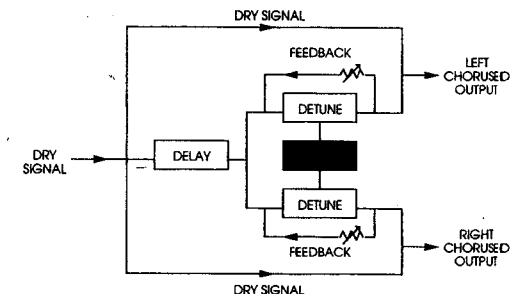 DRY SIGNAL
FEEDBACK
LEFT
CHORUSED
OUTPUT
DETUNE
DRY
SIGNAL
DELAY
DETUNE
FEEDBACK
RIGHT
CHORUSED
OUTPUT
DRY SIGNAL